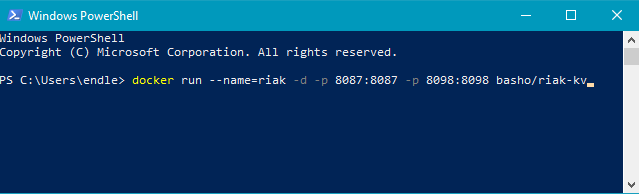 Windows PowerShell
Windows PowerShell
Copyright (C) Microsoft Corporation. All rights reserved.
PS C:\Users\endle> docker run --name=riak -d -p 8087:8087 -p 8098:8098 basho/riak-kv